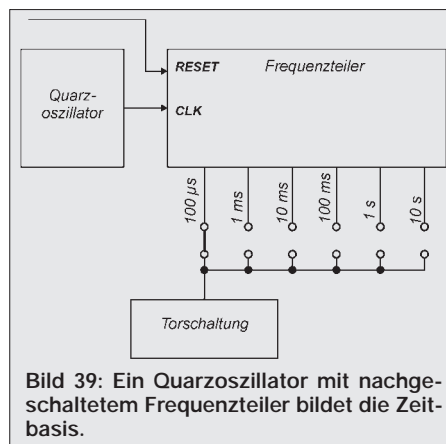 RESET
Frequenzteiler
Quarz-
oszillator
CLK
100 µs
1 ms
10 ms
100 ms
1 s
10 s
Torschaltung
Bild 39: Ein Quarzoszillator mit nachge-
schaltetem Frequenzteiler bildet die Zeit-
basis.